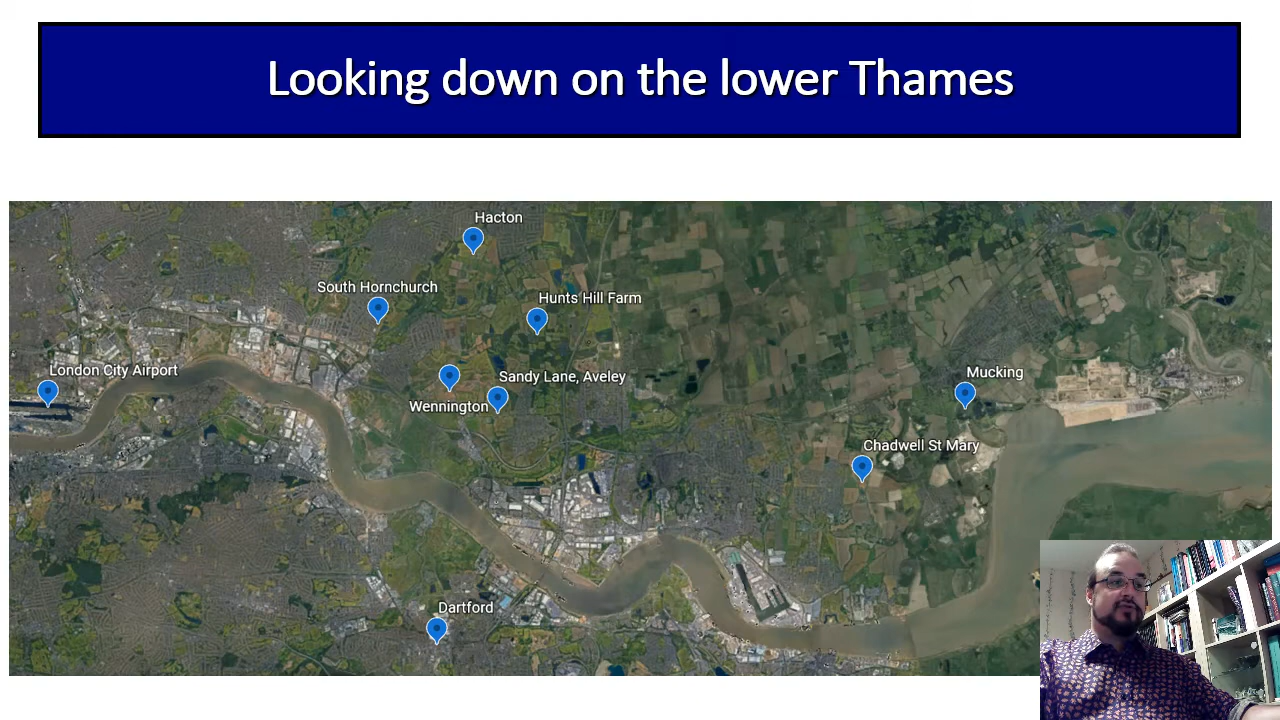 Looking down on the lower Thames
Hacton
South Hornchurch
Hunts Hill Farm
London City Airport
Sandy Lane, Aveley
Mucking
Wennington
Chadwell St Mary
Dartford